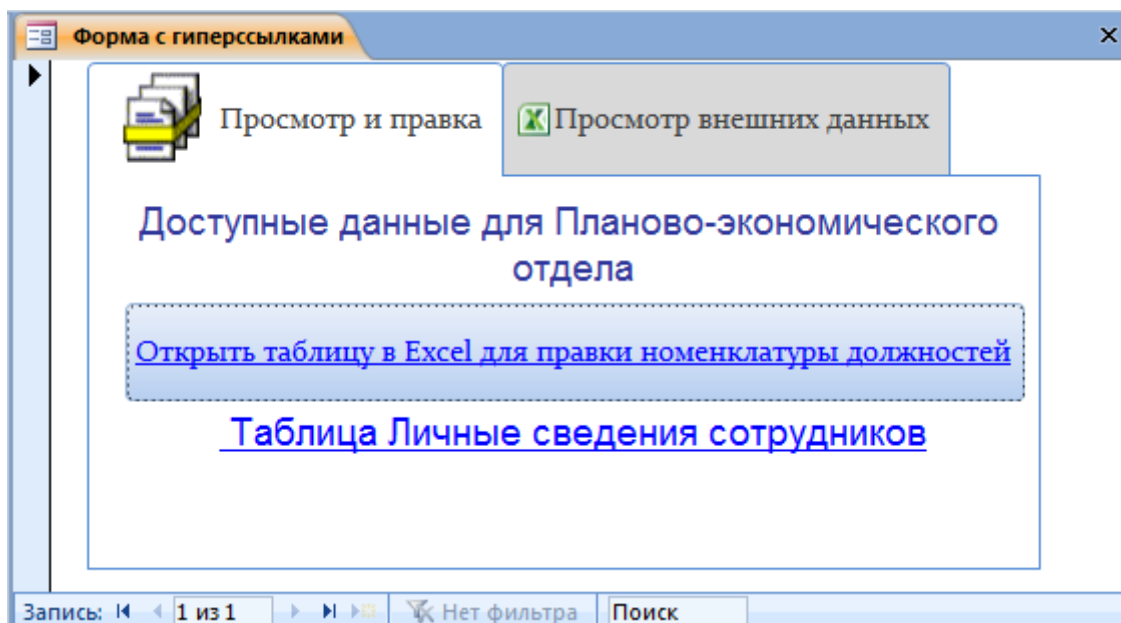 Форма с гиперссылками
Просмотр и правка
Просмотр внешних данных
Доступные данные для Планово-экономического
отдела
Открыть таблицу в Excel для правки номенклатуры должностей
Таблица Личные сведения сотрудников
Запись: 1 из 1 Нет фильтра Поиск